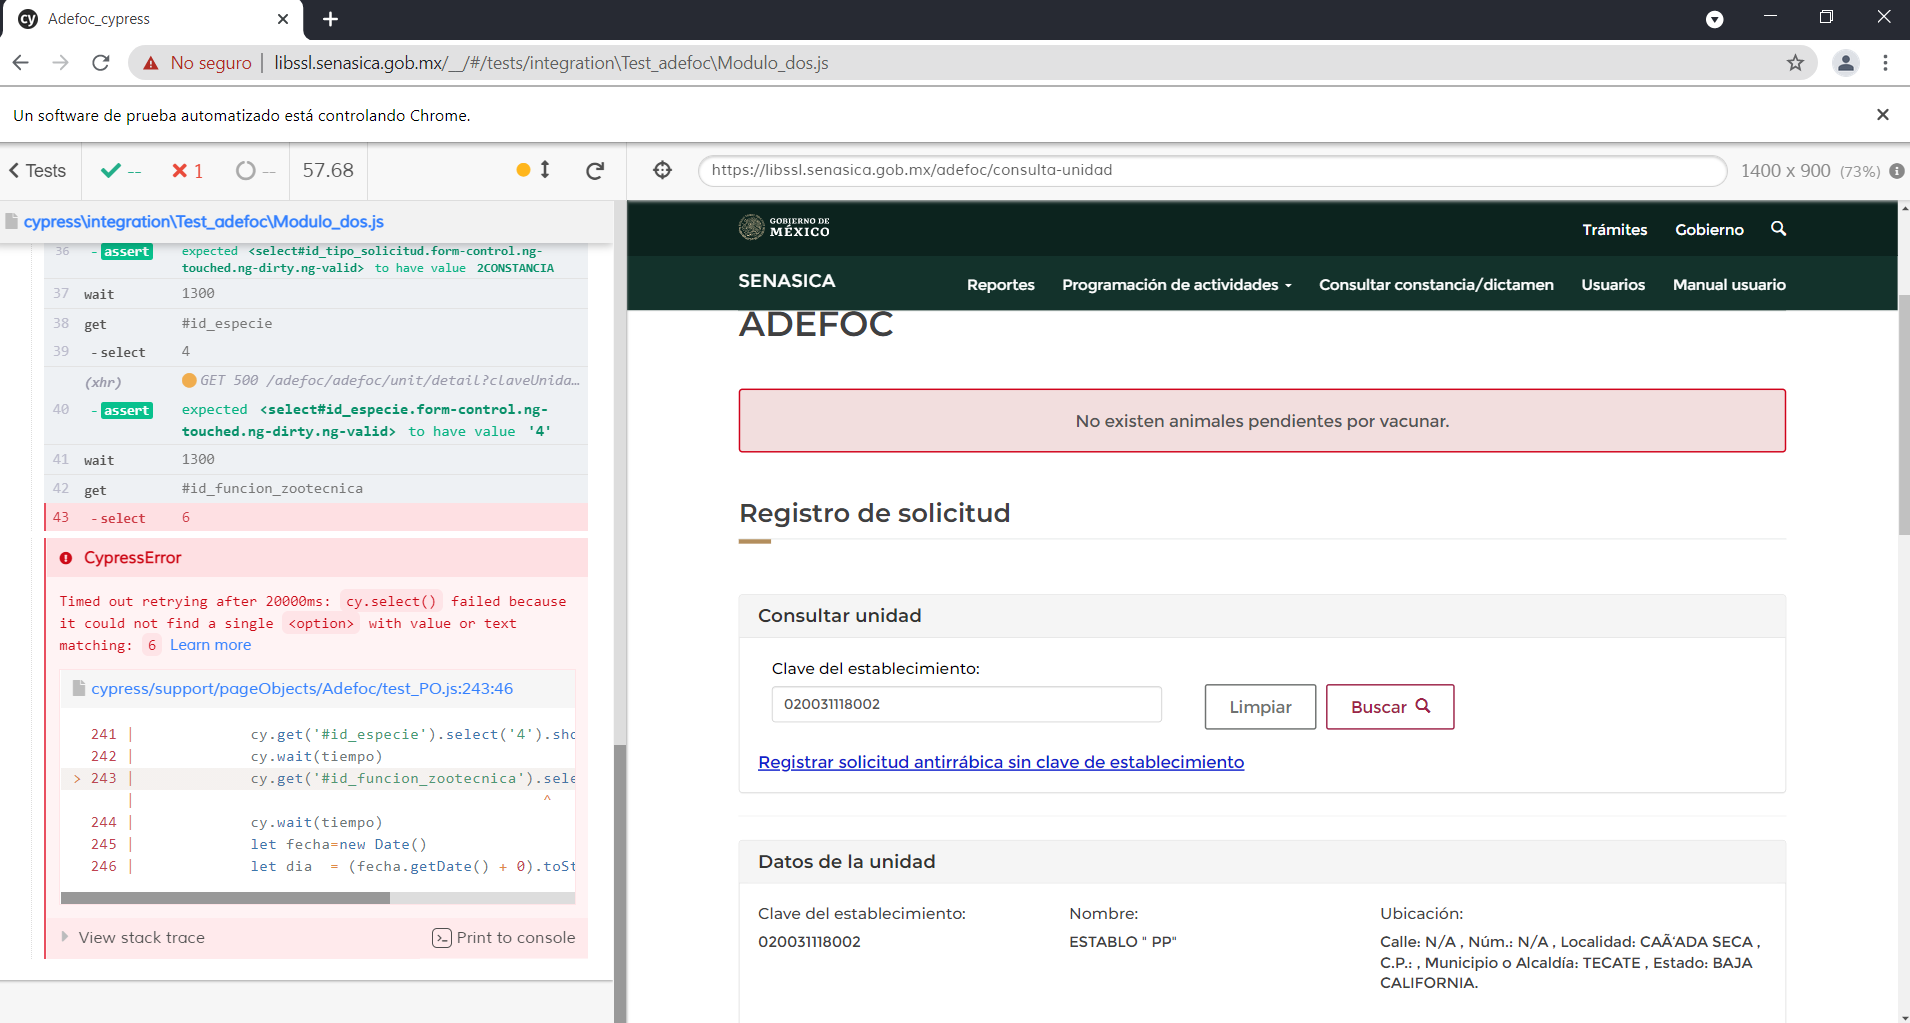 Adefoc_cypress
No seguro
libssl.senasica.gob.mx/__/#/tests/integration\Test_adefoc\Modulo_dos.js
Un software de prueba automatizado está controlando Chrome.
Tests
--
1
--
57.68
https://libssl.senasica.gob.mx/adefoc/consulta-unidad
1400 x 900 (73%)
cypress\integration\Test_adefoc\Modulo_dos.js
36 - assert expected <select#id_tipo_solicitud.form-control.ng-
touched.ng-dirty.ng-valid> to have value 2CONSTANCIA
37 wait 1300
38 get #id_especie
39 - select 4
(xhr) GET 500 /adefoc/adefoc/unit/detail?claveUnida…
40 - assert expected <select#id_especie.form-control.ng-
touched.ng-dirty.ng-valid> to have value '4'
41 wait 1300
42 get #id_funcion_zootecnica
43 - select 6
CypressError
Timed out retrying after 20000ms: cy.select() failed because
it could not find a single <option> with value or text
matching: 6 Learn more
cypress/support/pageObjects/Adefoc/test_PO.js:243:46
241 | cy.get('#id_especie').select('4').sho
242 | cy.wait(tiempo)
> 243 | cy.get('#id_funcion_zootecnica').sele
| ^
244 | cy.wait(tiempo)
245 | let fecha=new Date()
246 | let dia = (fecha.getDate() + 0).toSt
View stack trace
Print to console
GOBIERNO DE
MÉXICO
Trámites
Gobierno
SENASICA
Reportes
Programación de actividades
Consultar constancia/dictamen
Usuarios
Manual usuario
ADEFOC
No existen animales pendientes por vacunar.
Registro de solicitud
Consultar unidad
Clave del establecimiento:
020031118002
Limpiar
Buscar
Registrar solicitud antirrábica sin clave de establecimiento
Datos de la unidad
Clave del establecimiento:
020031118002
Nombre:
ESTABLO " PP"
Ubicación:
Calle: N/A , Núm.: N/A , Localidad: CAÃ‘ADA SECA ,
C.P.: , Municipio o Alcaldía: TECATE , Estado: BAJA
CALIFORNIA.